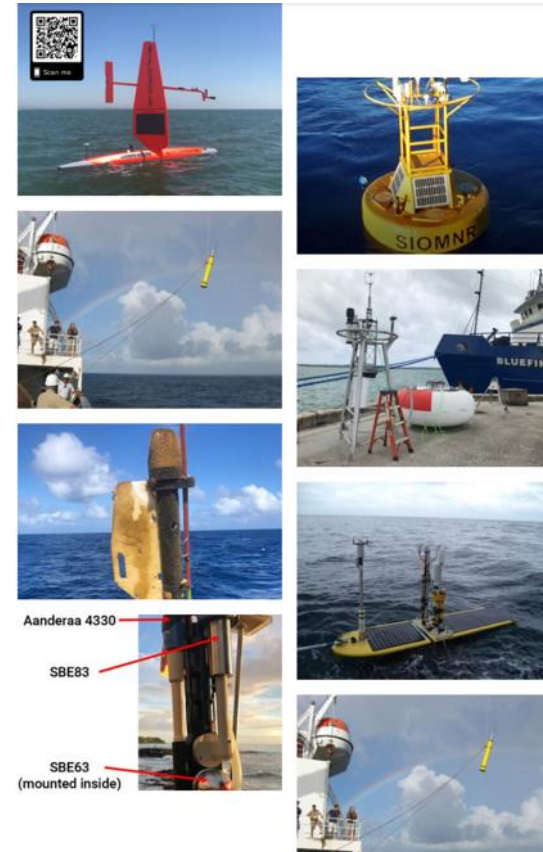 Scan me
SIOMNR
BLUEFI
Aanderaa 4330
SBE83
SBE63
(mounted inside)